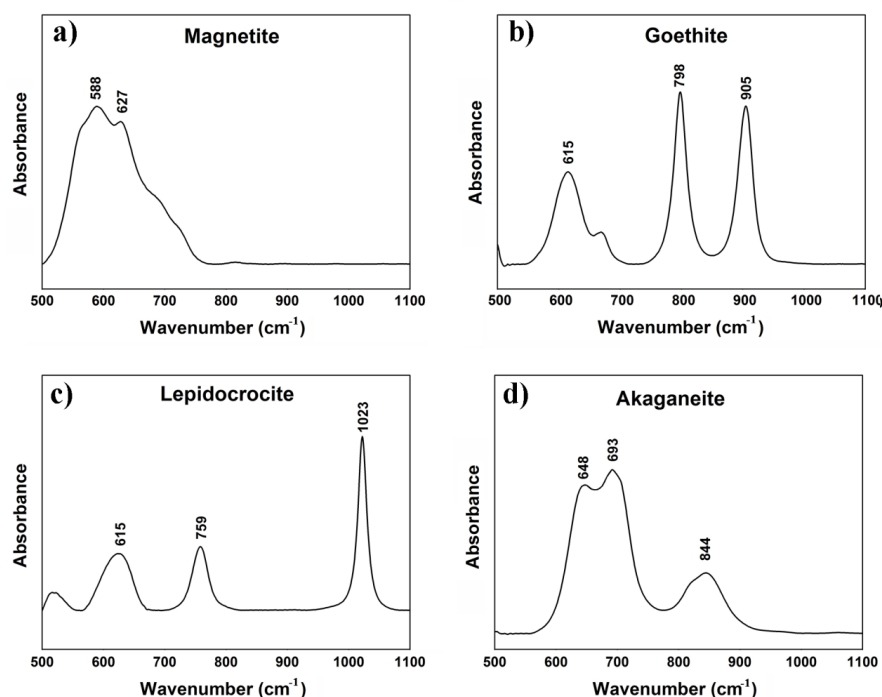 a)
Magnetite
588
627
Absorbance
500 600 700 800 900 1000 1100
Wavenumber (cm-1)
b)
Goethite
615
798
905
Absorbance
500 600 700 800 900 1000 1100
Wavenumber (cm-1)
c)
Lepidocrocite
615
759
1023
Absorbance
500 600 700 800 900 1000 1100
Wavenumber (cm-1)
d)
Akaganeite
648
693
844
Absorbance
500 600 700 800 900 1000 1100
Wavenumber (cm-1)